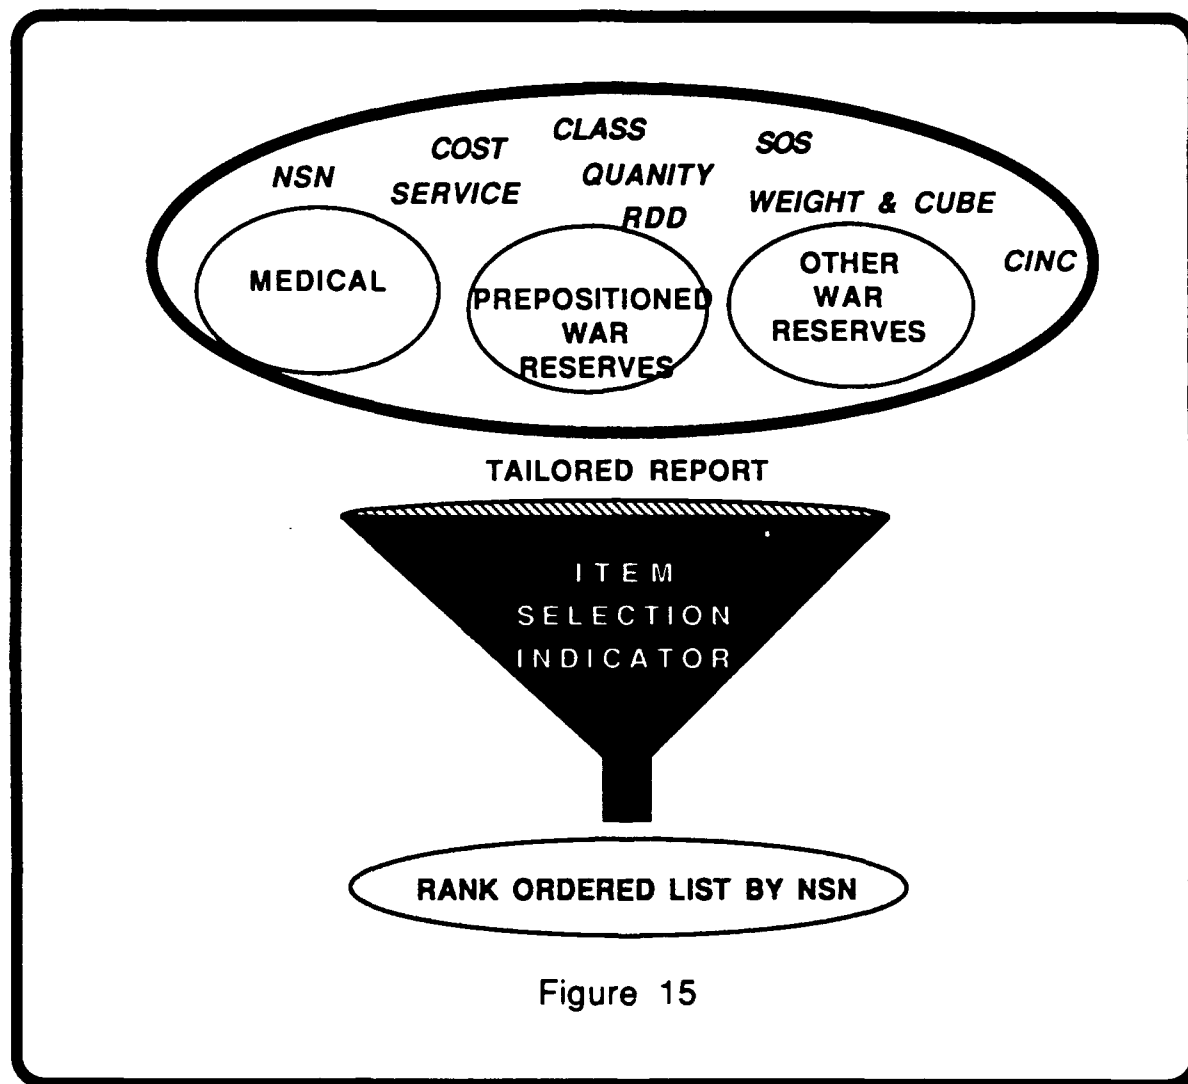 CLASS
COST
SOS
NSN
SERVICE
QUANITY
RDD
WEIGHT & CUBE
CINC
MEDICAL
PREPOSITIONED
WAR
RESERVES
OTHER
WAR
RESERVES
TAILORED REPORT
ITEM
SELECTION
INDICATOR
RANK ORDERED LIST BY NSN
Figure 15